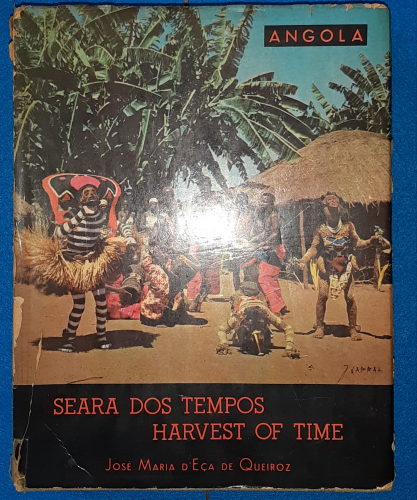 ANGOLA
SEARA DOS TEMPOS
HARVEST OF TIME
JOSE MARIA D'EÇA DE QUEIROZ